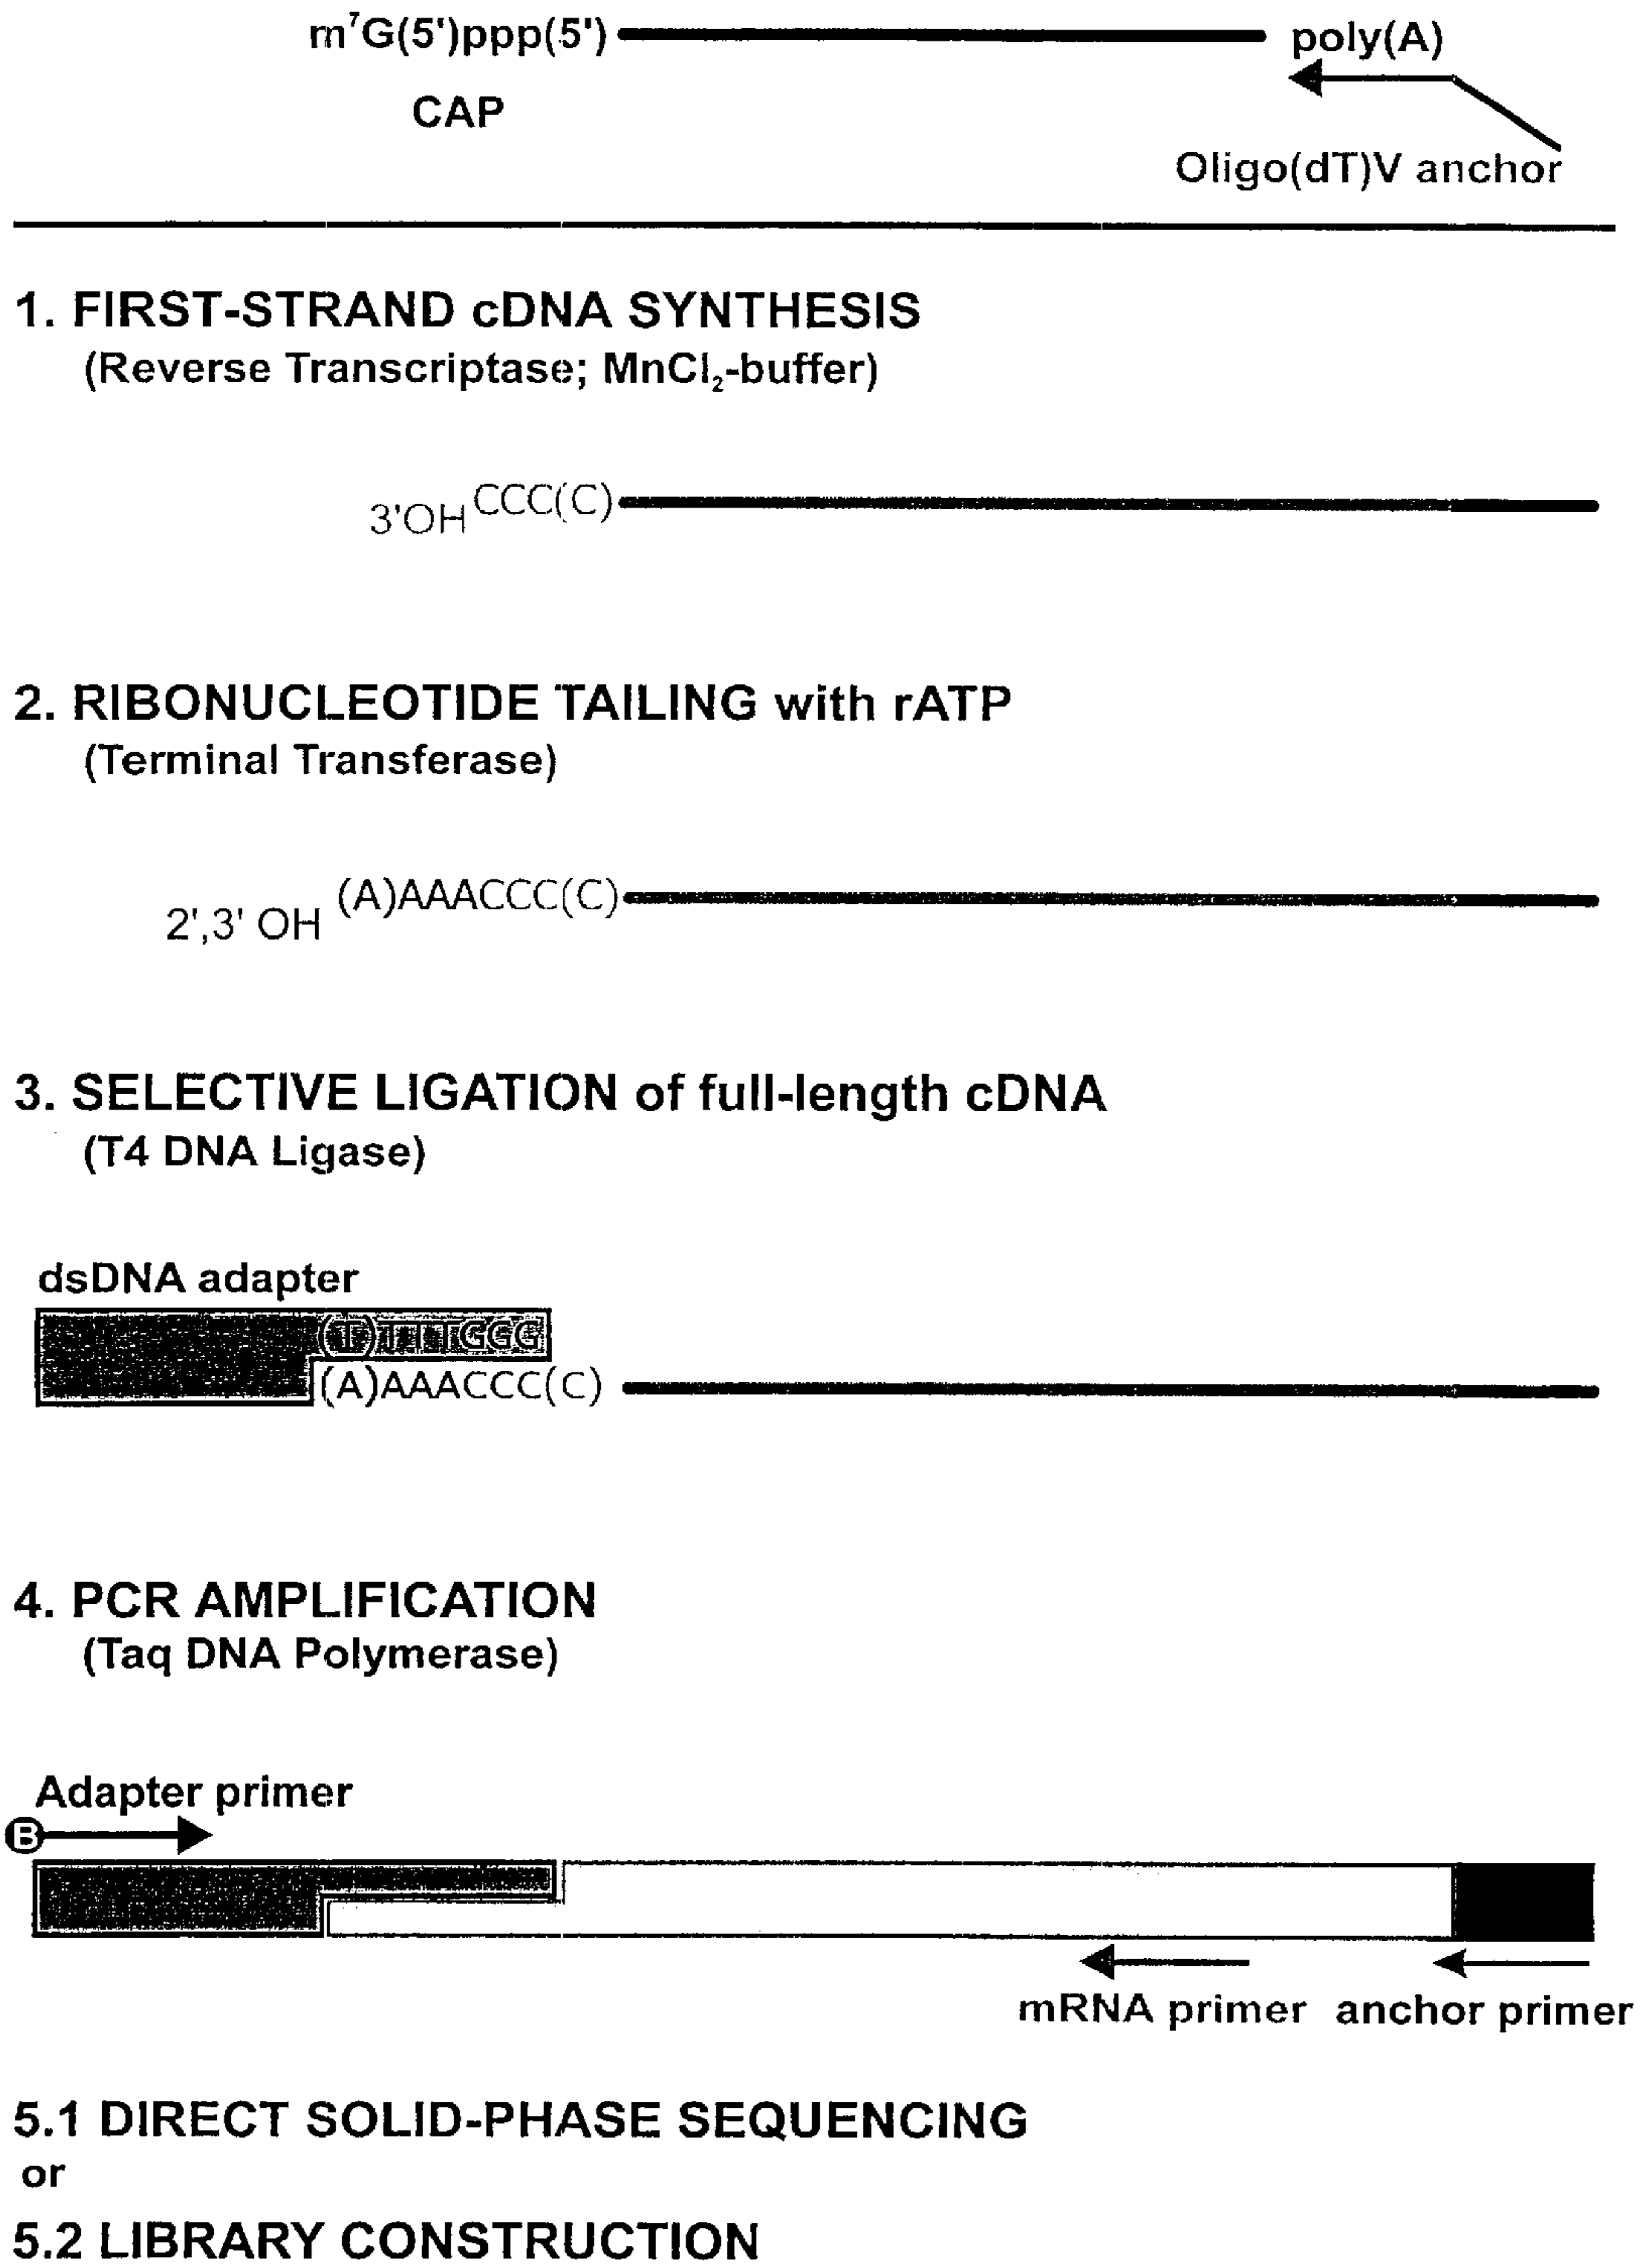 m⁷G(5')ppp(5') poly(A)
CAP
Oligo(dT)V anchor
1. FIRST-STRAND cDNA SYNTHESIS
(Reverse Transcriptase; MnCl₂-buffer)
3'OH CCC(C)
2. RIBONUCLEOTIDE TAILING with rATP
(Terminal Transferase)
2',3' OH (A)AAACCC(C)
3. SELECTIVE LIGATION of full-length cDNA
(T4 DNA Ligase)
dsDNA adapter
(T)TTTGGG
(A)AAACCC(C)
4. PCR AMPLIFICATION
(Taq DNA Polymerase)
Adapter primer
B
mRNA primer anchor primer
5.1 DIRECT SOLID-PHASE SEQUENCING
or
5.2 LIBRARY CONSTRUCTION